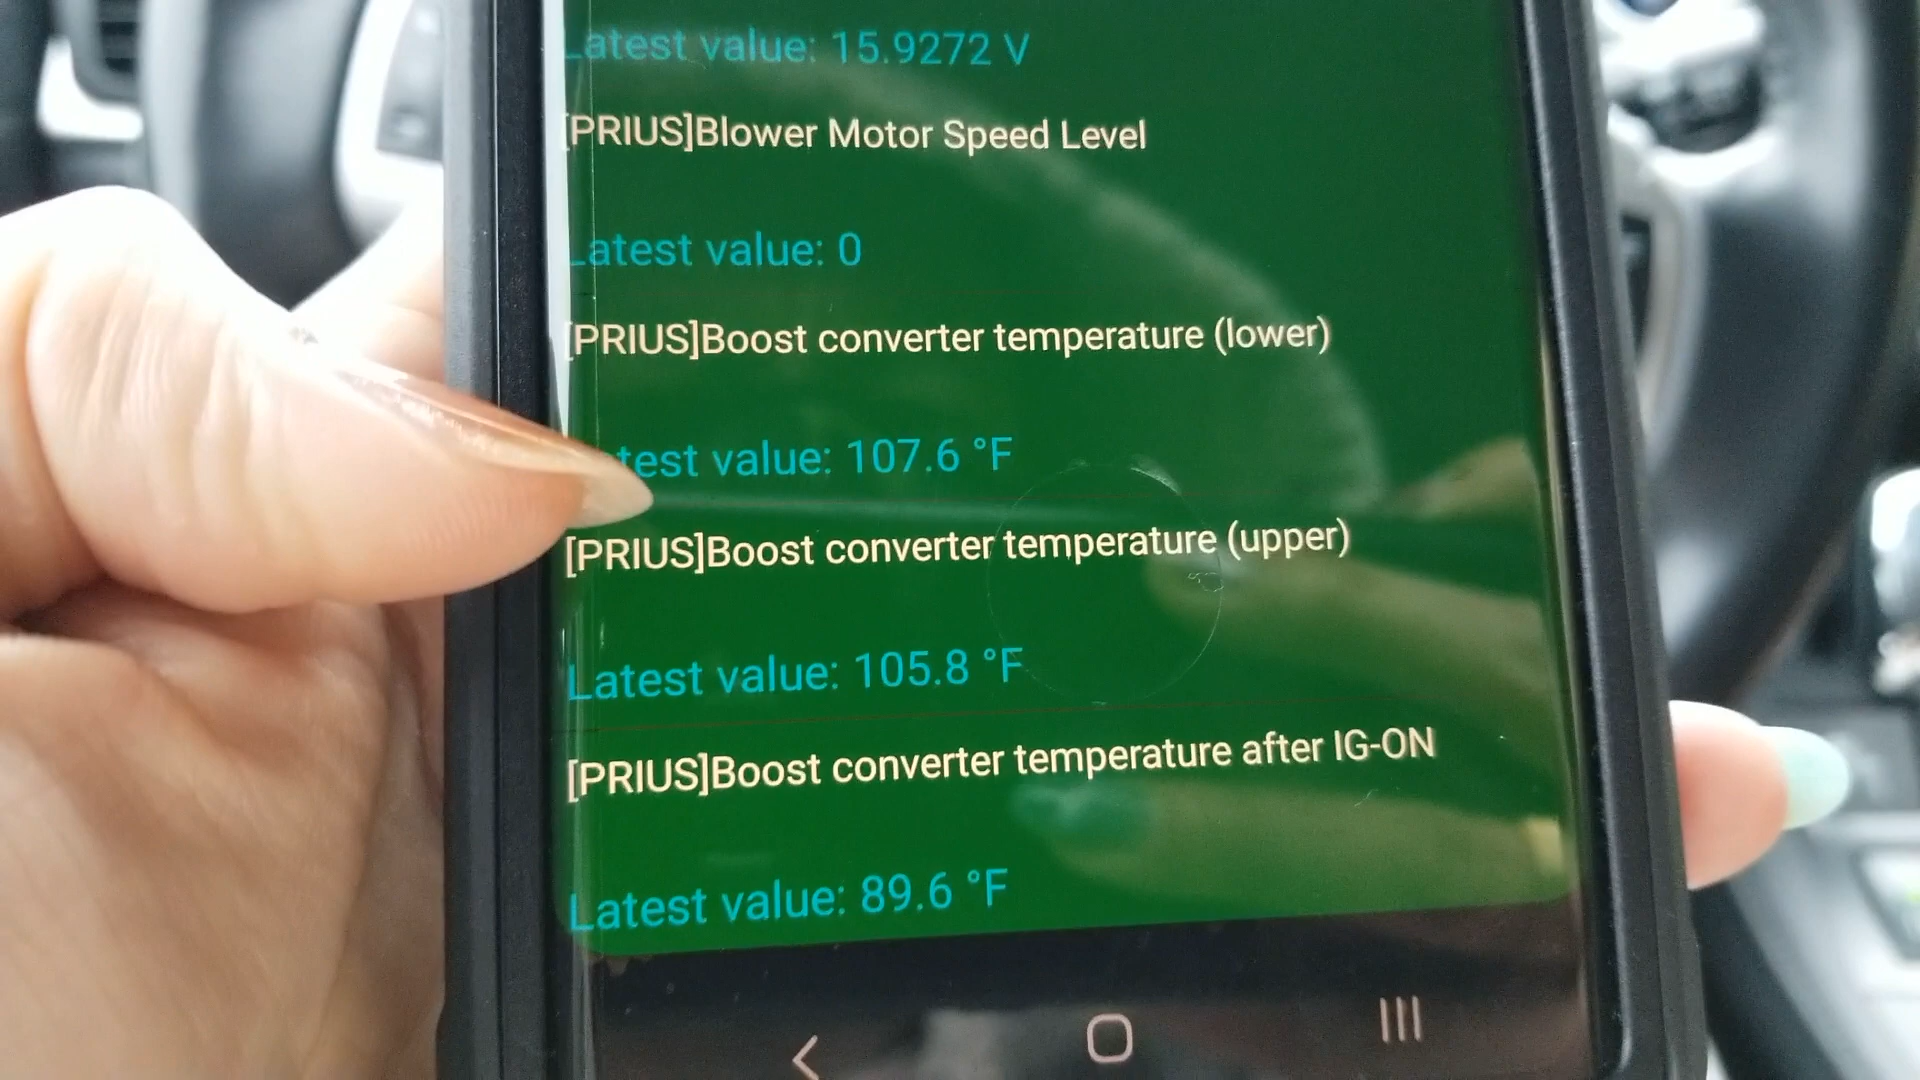 Latest value: 15.9272 V
[PRIUS]Blower Motor Speed Level
Latest value: 0
[PRIUS]Boost converter temperature (lower)
Latest value: 107.6 °F
[PRIUS]Boost converter temperature (upper)
Latest value: 105.8 °F
[PRIUS]Boost converter temperature after IG-ON
Latest value: 89.6 °F